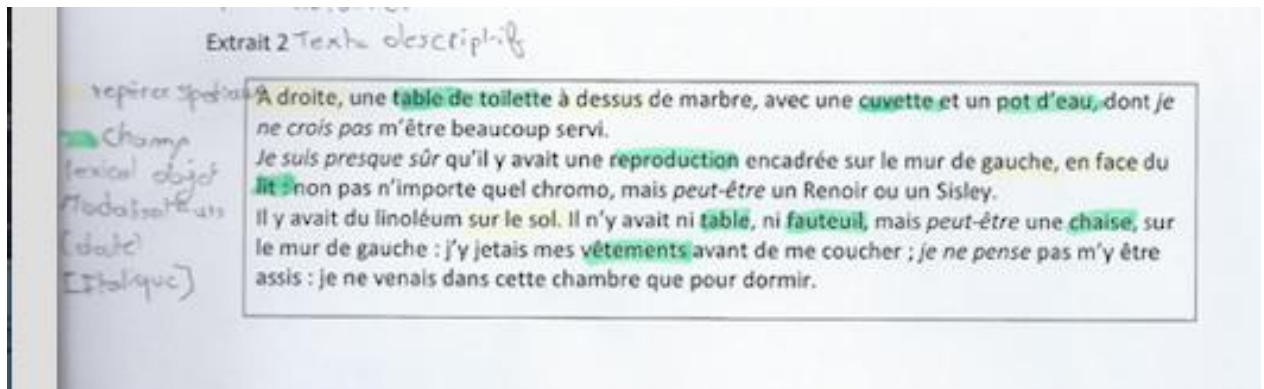 Extrait 2 Texte descriptif
repères spatiaux
À droite, une table de toilette à dessus de marbre, avec une cuvette et un pot d'eau, dont je
ne crois pas m'être beaucoup servi.
Je suis presque sûr qu'il y avait une reproduction encadrée sur le mur de gauche, en face du
lit : non pas n'importe quel chromo, mais peut-être un Renoir ou un Sisley.
Il y avait du linoléum sur le sol. Il n'y avait ni table, ni fauteuil, mais peut-être une chaise, sur
le mur de gauche : j'y jetais mes vêtements avant de me coucher ; je ne pense pas m'y être
assis : je ne venais dans cette chambre que pour dormir.
champ
lexical objet
Modalisateurs
[Italique]